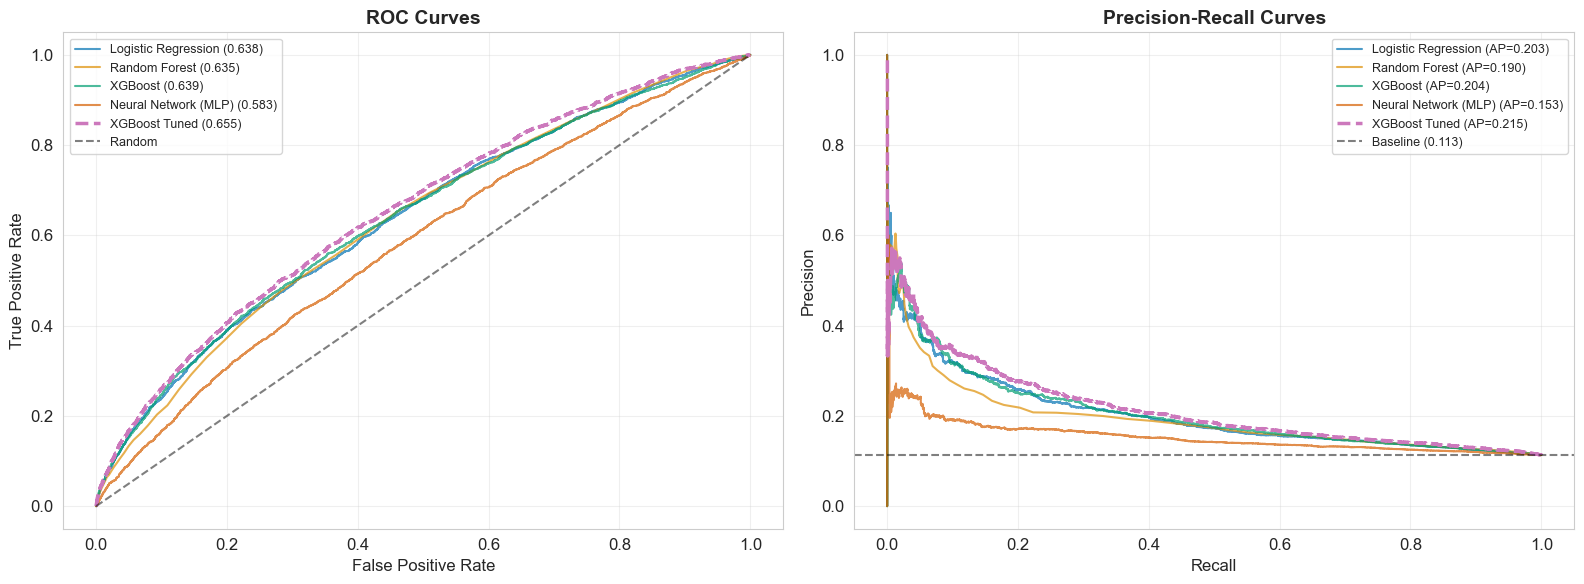 ROC Curves
Logistic Regression (0.638)
Random Forest (0.635)
XGBoost (0.639)
Neural Network (MLP) (0.583)
XGBoost Tuned (0.655)
Random
True Positive Rate
1.0
0.8
0.6
0.4
0.2
0.0
0.0 0.2 0.4 0.6 0.8 1.0
False Positive Rate
Precision-Recall Curves
Logistic Regression (AP=0.203)
Random Forest (AP=0.190)
XGBoost (AP=0.204)
Neural Network (MLP) (AP=0.153)
XGBoost Tuned (AP=0.215)
Baseline (0.113)
Precision
1.0
0.8
0.6
0.4
0.2
0.0
0.0 0.2 0.4 0.6 0.8 1.0
Recall